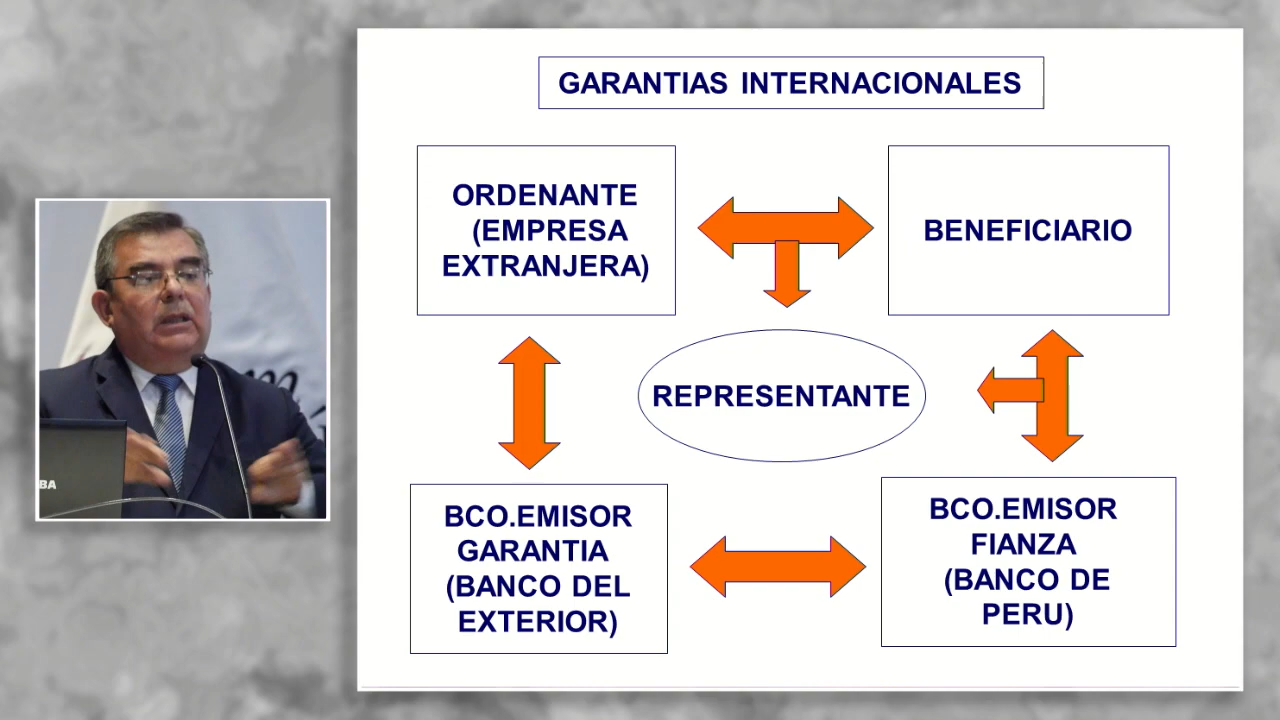 GARANTIAS INTERNACIONALES
ORDENANTE
(EMPRESA
EXTRANJERA)
BENEFICIARIO
REPRESENTANTE
BCO.EMISOR
GARANTIA
(BANCO DEL
EXTERIOR)
BCO.EMISOR
FIANZA
(BANCO DE
PERU)
BA